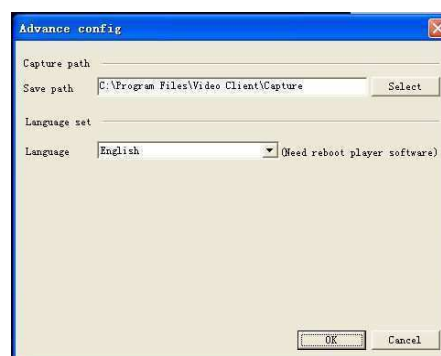 Advance config
Capture path
Save path C:\Program Files\Video Client\Capture Select
Language set
Language English (Need reboot player software)
OK Cancel